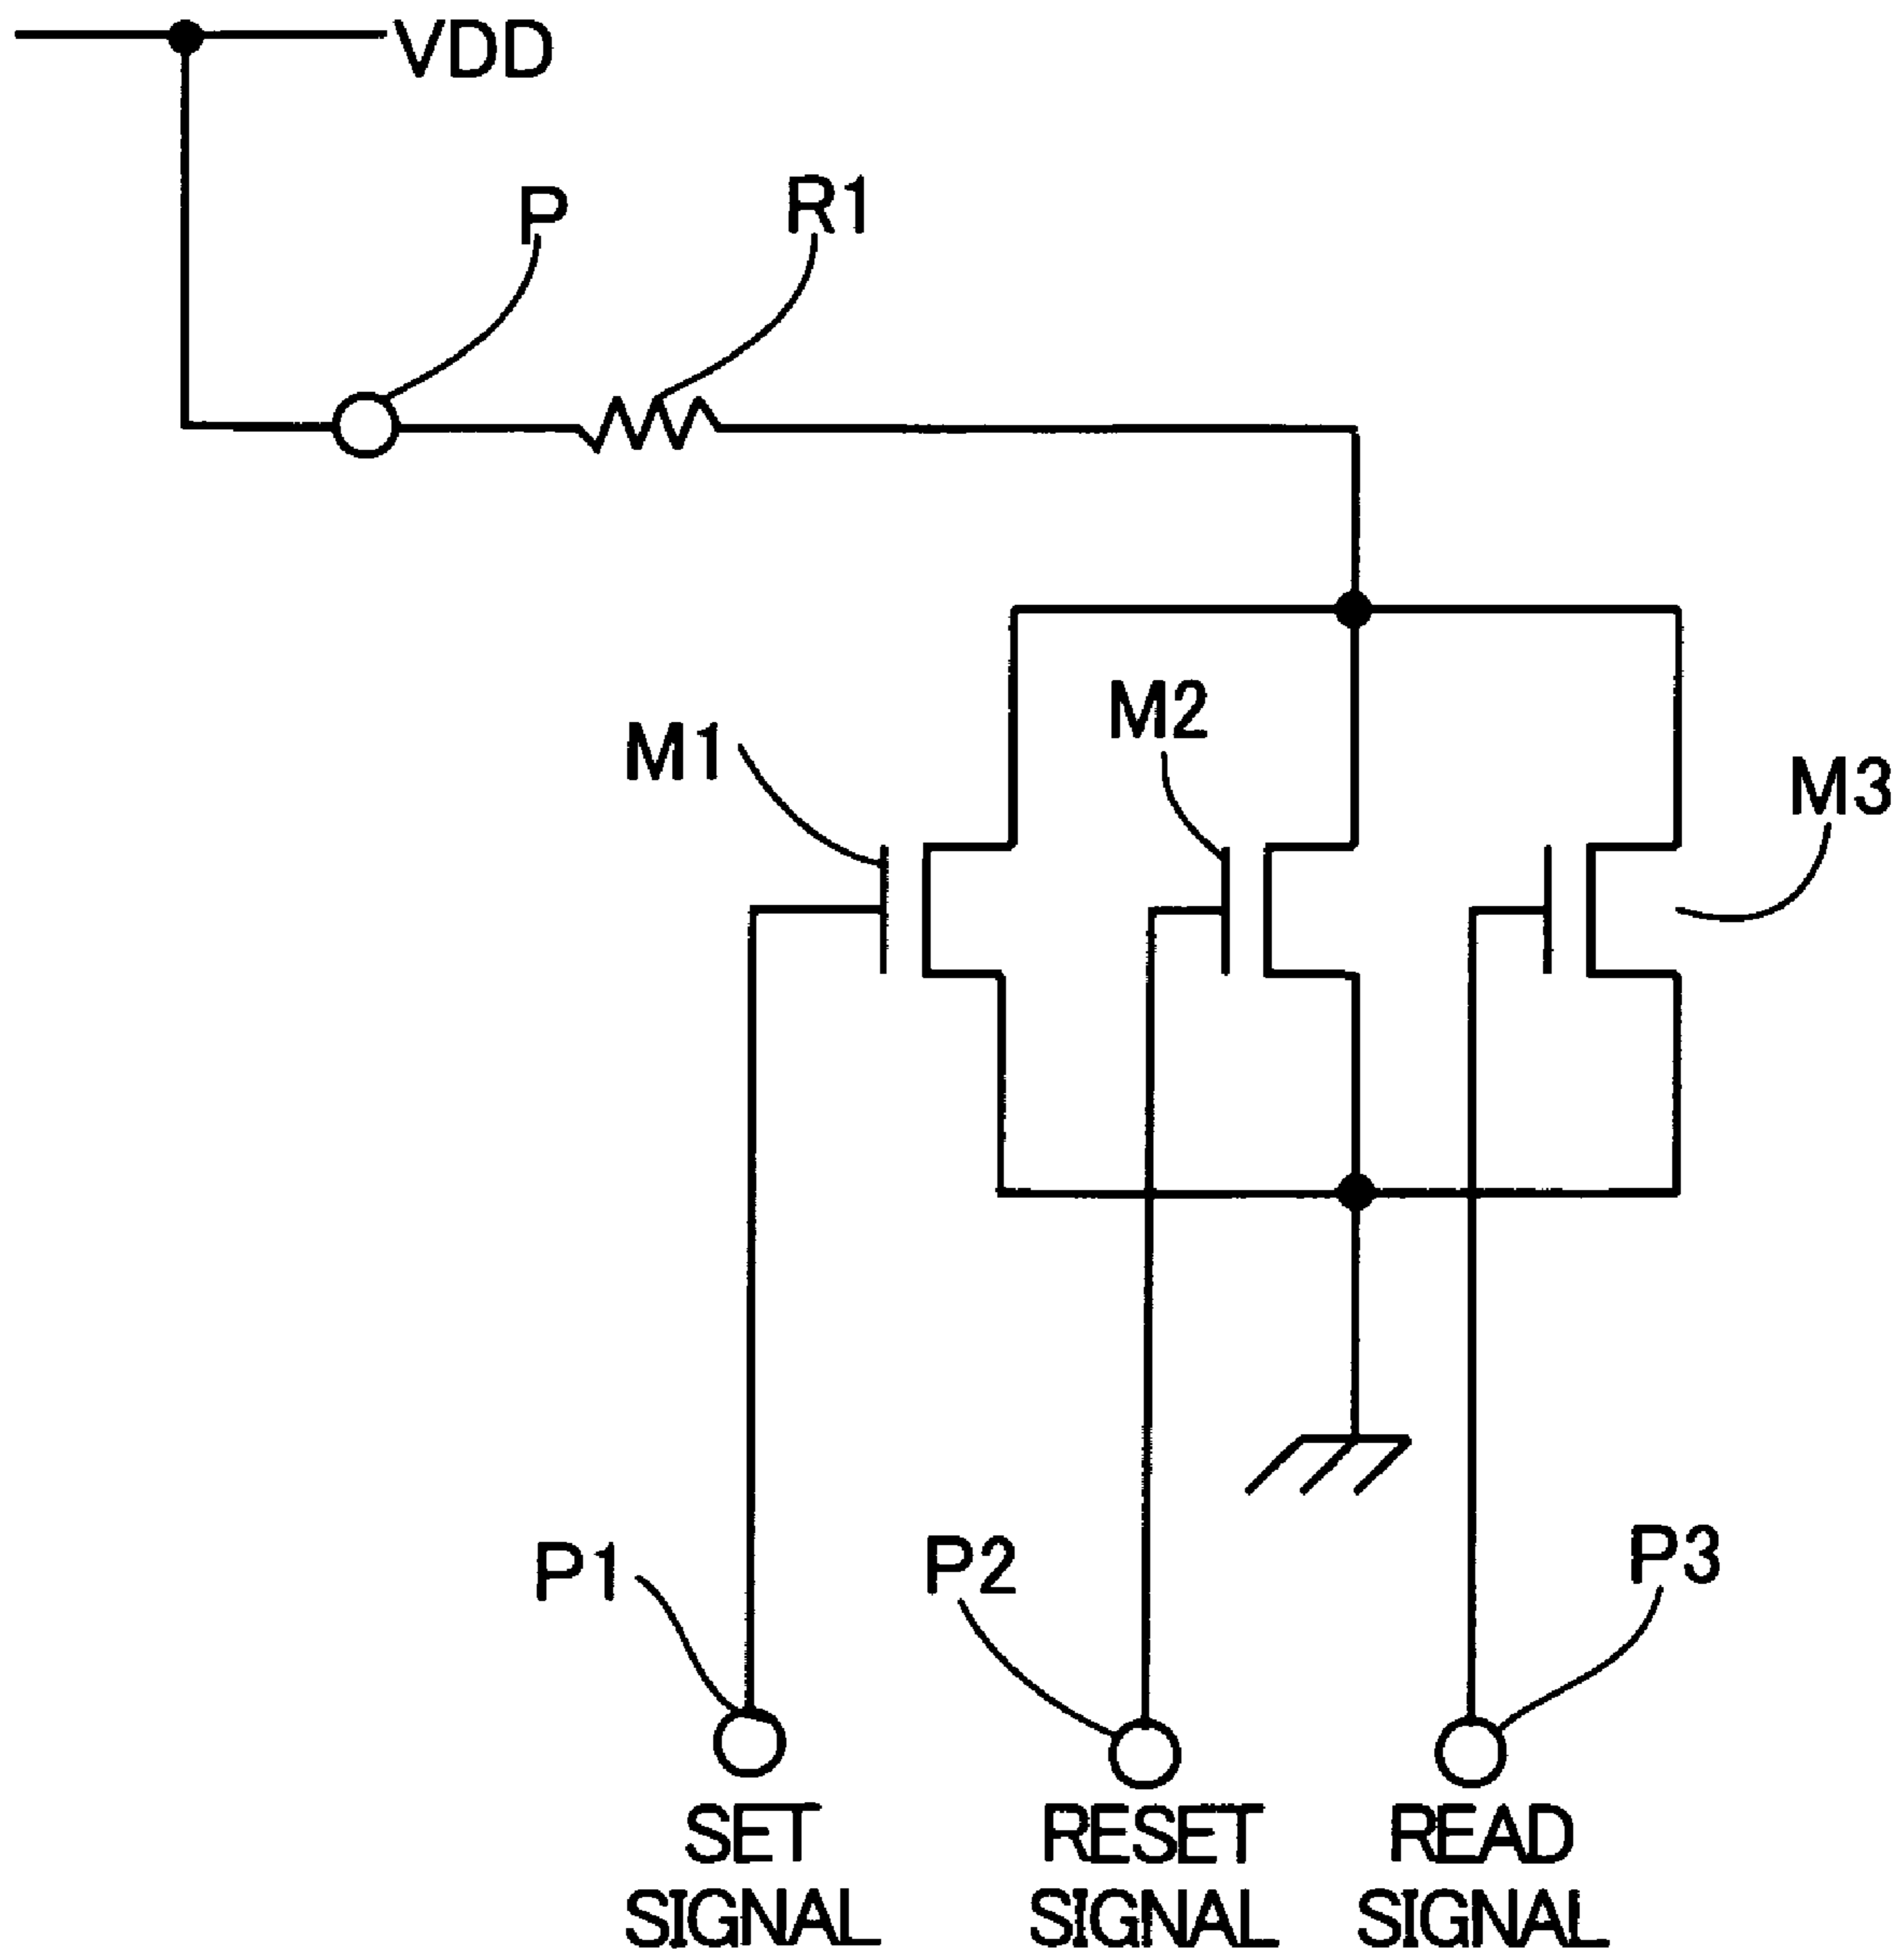 VDD
P
R1
M1
M2
M3
P1
P2
P3
SET
SIGNAL
RESET
SIGNAL
READ
SIGNAL